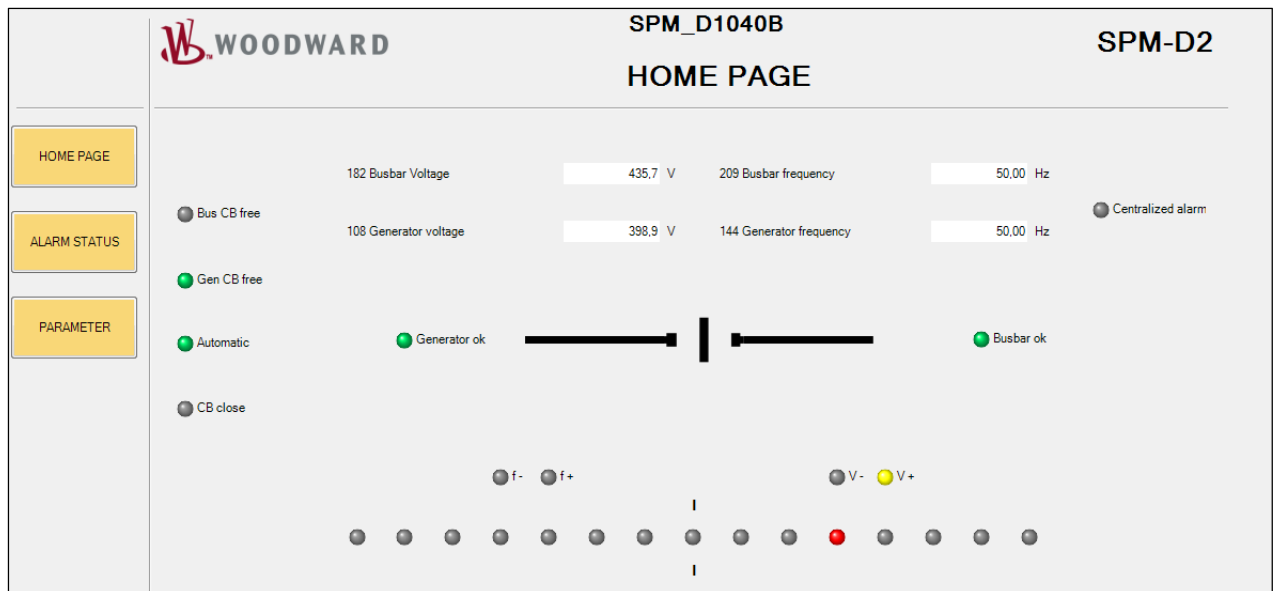 SPM_D1040B
WOODWARD
SPM-D2
HOME PAGE
HOME PAGE
ALARM STATUS
PARAMETER
182 Busbar Voltage 435,7 V 209 Busbar frequency 50,00 Hz
Bus CB free
Centralized alarm
108 Generator voltage 398,9 V 144 Generator frequency 50,00 Hz
Gen CB free
Automatic
Generator ok
Busbar ok
CB close
f - f + V - V +
I
I